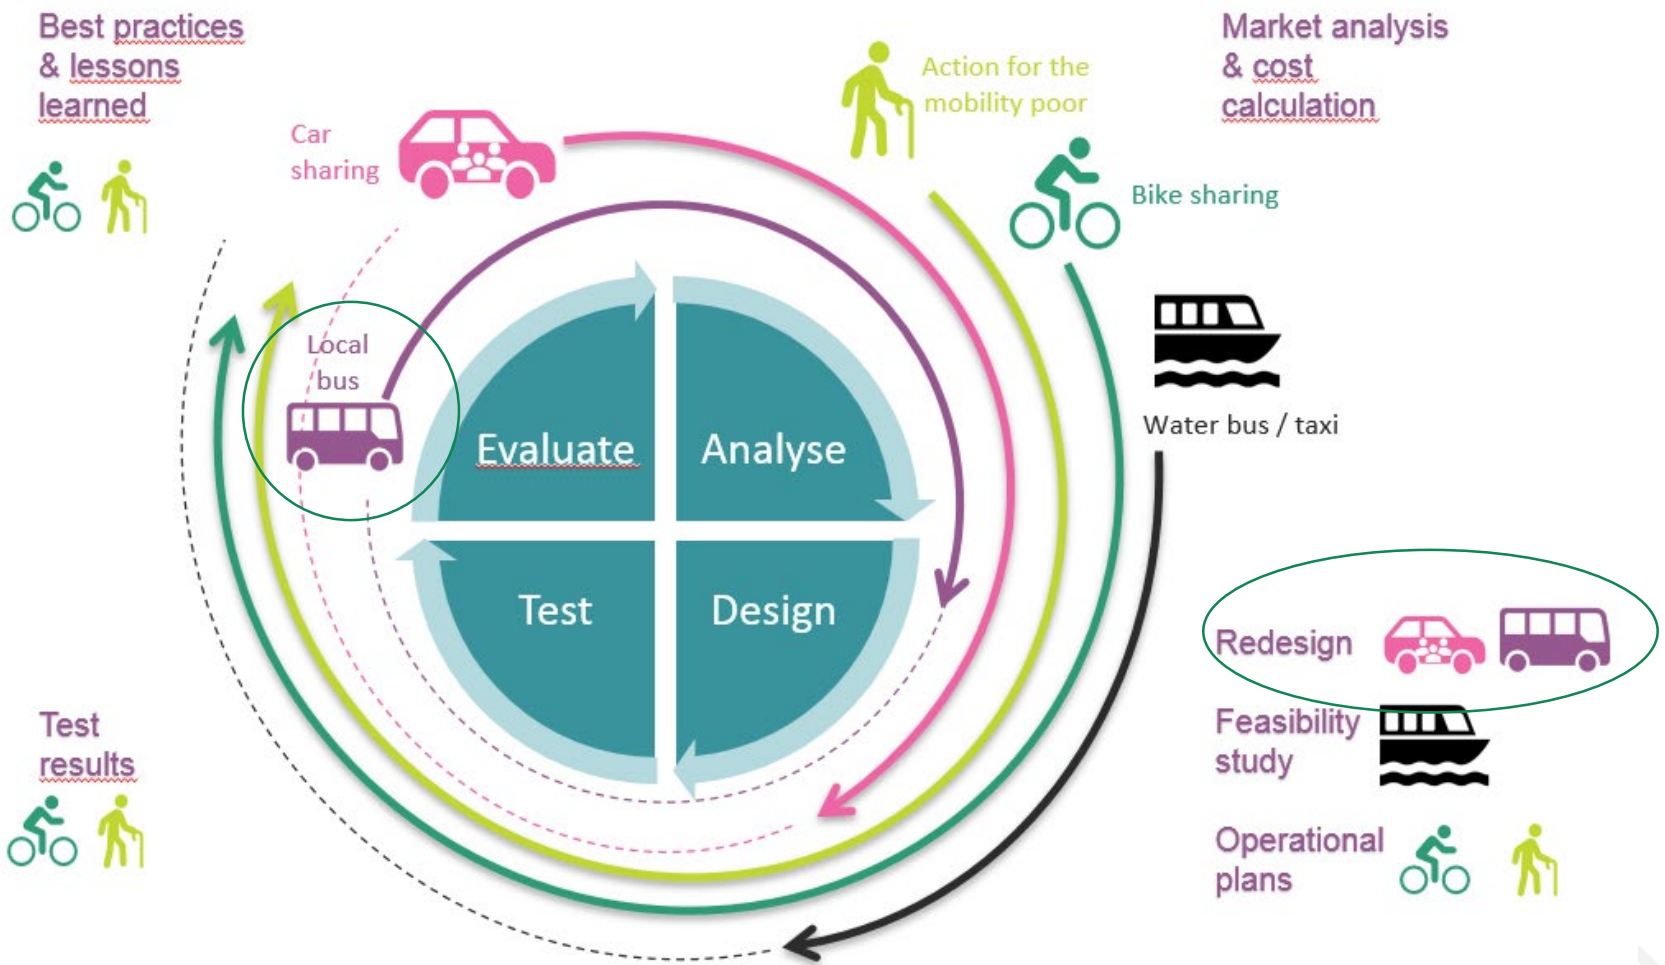 Best practices
& lessons
learned
Market analysis
& cost
calculation
Action for the
mobility poor
Car
sharing
Bike sharing
Local
bus
Water bus / taxi
Evaluate
Analyse
Test
Design
Redesign
Feasibility
study
Test
results
Operational
plans